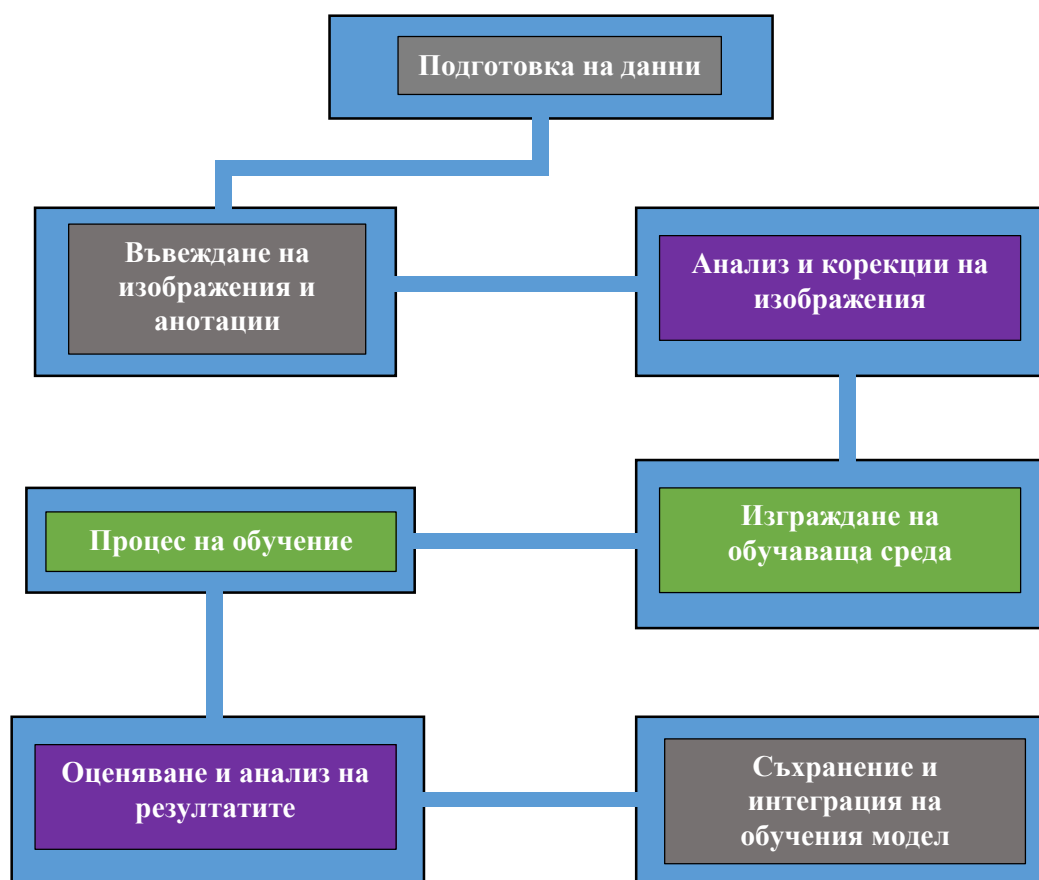 Подготовка на данни
Въвеждане на
изображения и
анотации
Анализ и корекции на
изображения
Изграждане на
обучаваща среда
Процес на обучение
Оценяване и анализ на
резултатите
Съхранение и
интеграция на
обучения модел